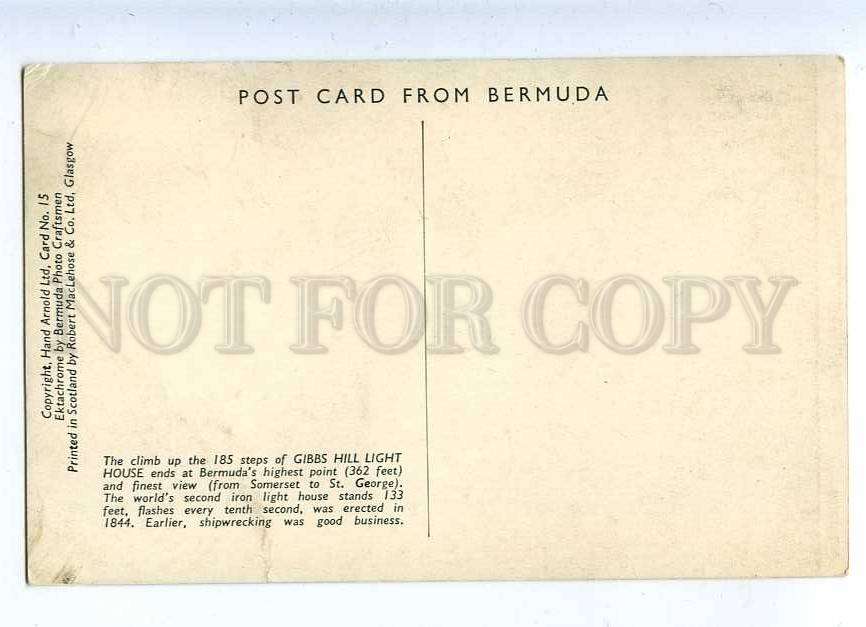 POST CARD FROM BERMUDA
Copyright, Hand Arnold Ltd, Card No. 15
Ektachrome by Bermuda Photo Craftsmen
Printed in Scotland by Robert MacLehose & Co. Ltd, Glasgow
NOT FOR COPY
The climb up the 185 steps of GIBBS HILL LIGHT
HOUSE ends at Bermuda's highest point (362 feet)
and finest view (from Somerset to St. George).
The world's second iron light house stands 133
feet, flashes every tenth second, was erected in
1844. Earlier, shipwrecking was good business.